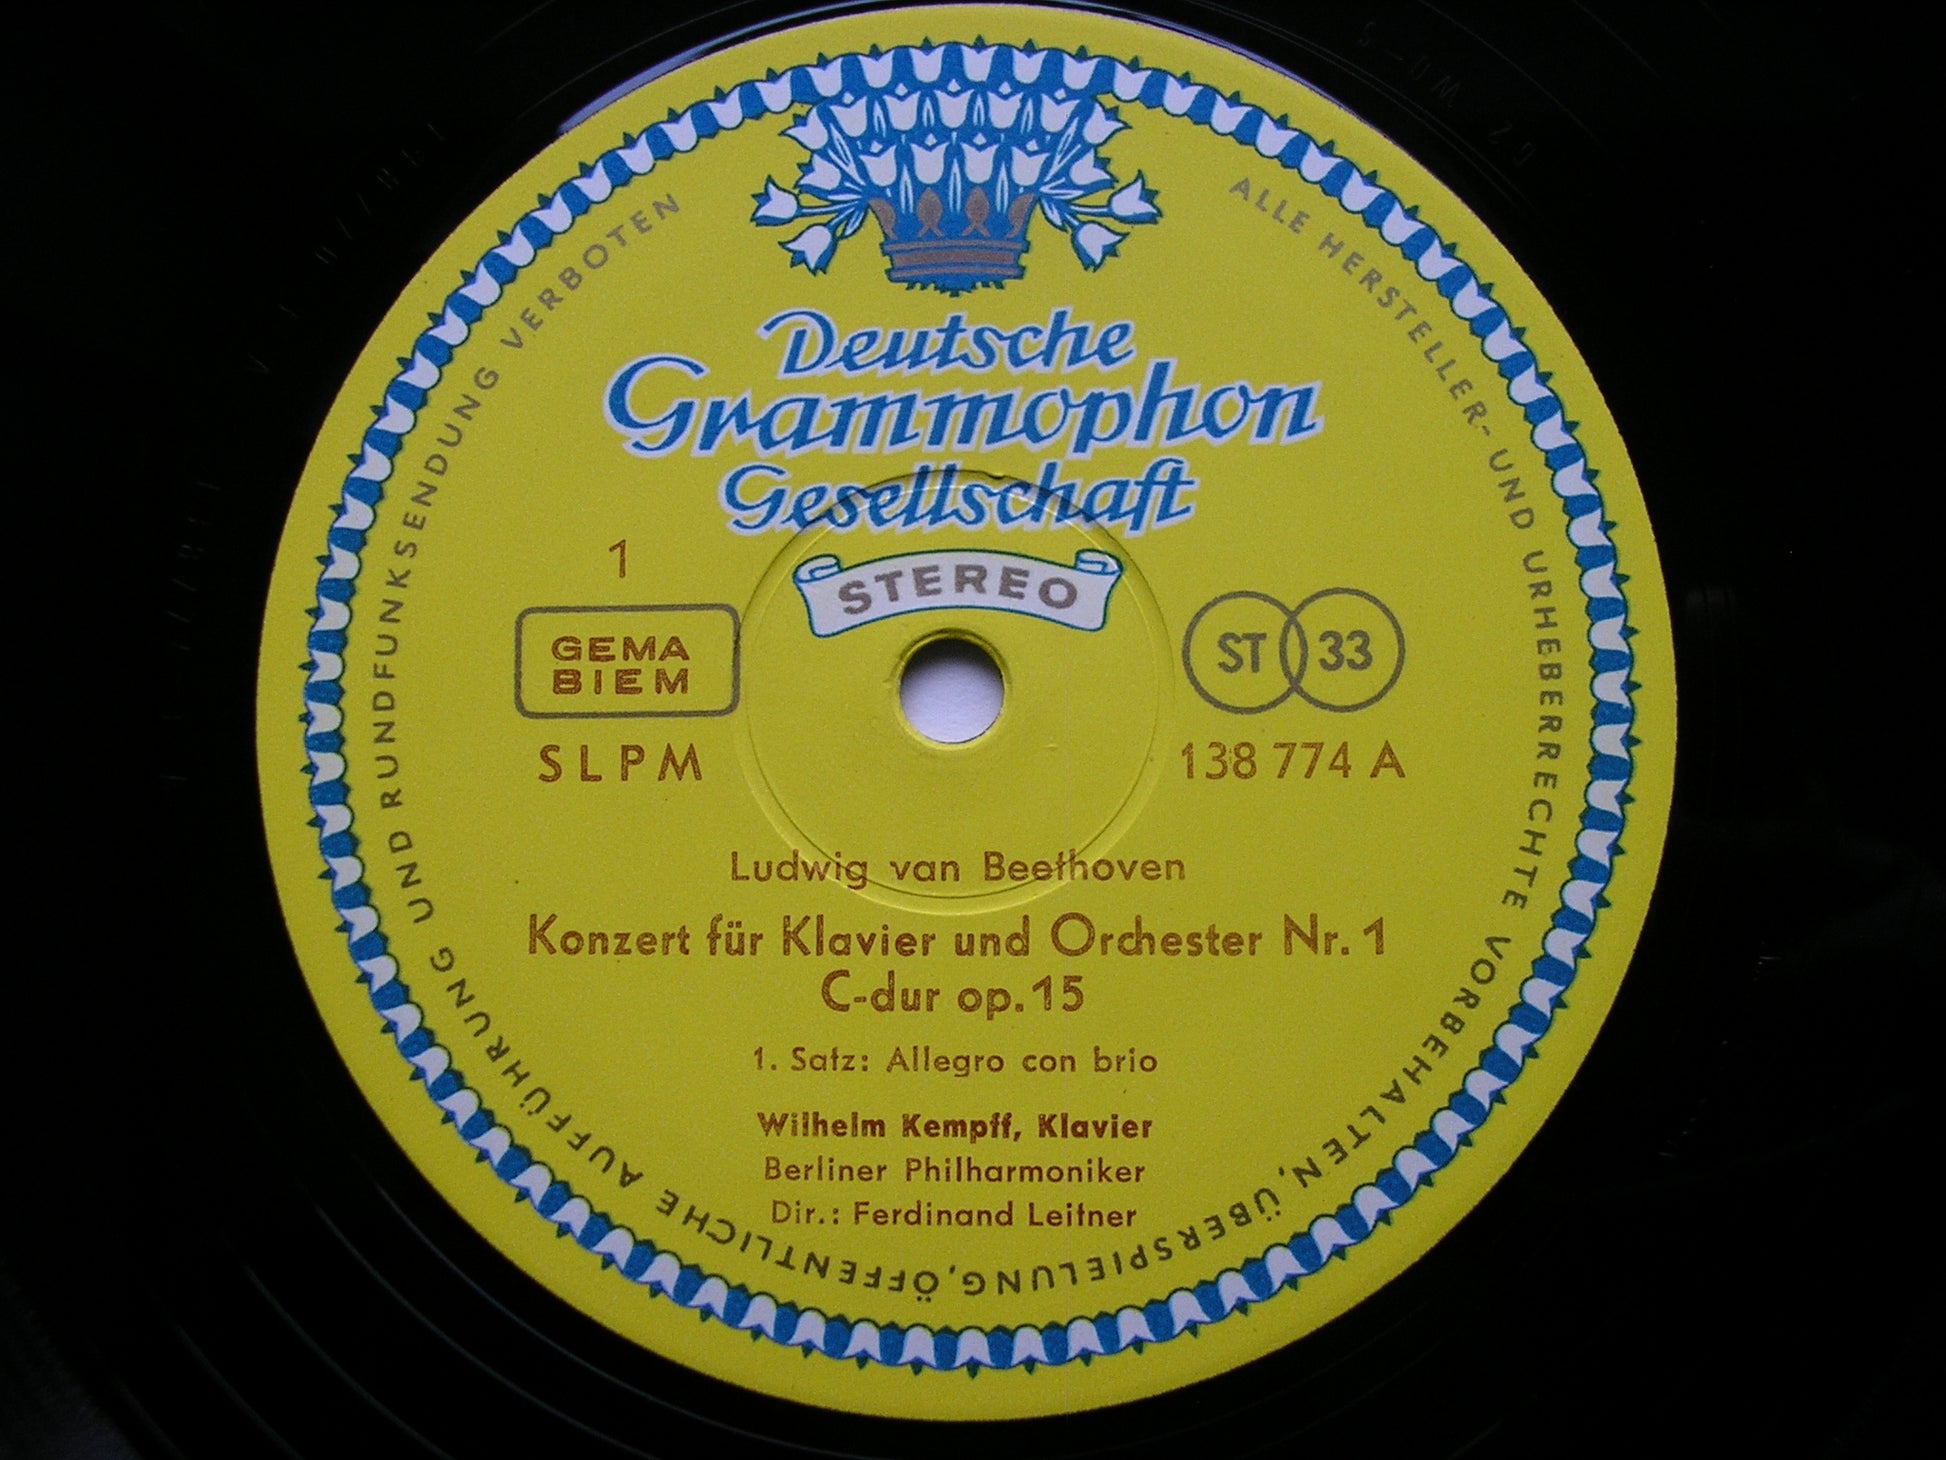 Deutsche
Grammophon
Gesellschaft
STEREO
1
GEMA
BIEM
ST 33
SLPM
138 774 A
Ludwig van Beethoven
Konzert für Klavier und Orchester Nr. 1
C-dur op. 15
1. Satz: Allegro con brio
Wilhelm Kempff, Klavier
Berliner Philharmoniker
Dir.: Ferdinand Leitner
ALLE HERSTELLER- UND URHEBERRECHTE VORBEHALTEN, ÜBERSPIELUNG, ÖFFENTLICHE AUFFÜHRUNG UND RUNDFUNKSENDUNG VERBOTEN